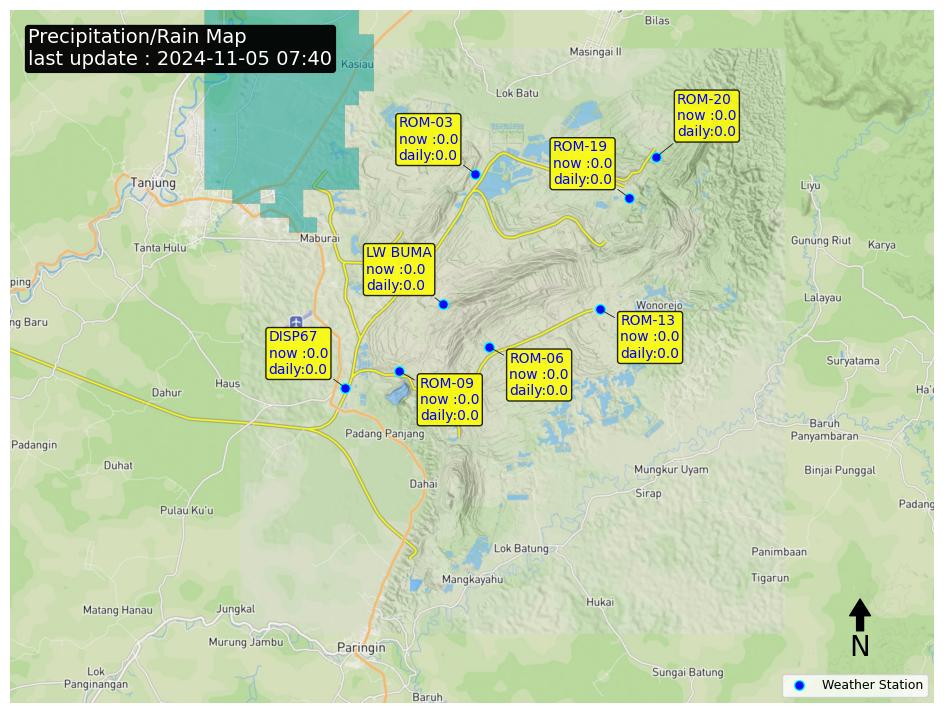 Precipitation/Rain Map
last update : 2024-11-05 07:40
Bilas
Masingai II
Kasiau
Lok Batu
ROM-20
now :0.0
daily:0.0
ROM-03
now :0.0
daily:0.0
ROM-19
now :0.0
daily:0.0
Tanjung
Liyu
Maburai
Tanta Hulu
Gunung Riut
Karya
LW BUMA
now :0.0
daily:0.0
ping
Lalayau
Wonorejo
ng Baru
ROM-13
now :0.0
daily:0.0
DISP67
now :0.0
daily:0.0
ROM-06
now :0.0
daily:0.0
Suryatama
ROM-09
now :0.0
daily:0.0
Haus
Dahur
Ha'
Padang Panjang
Baruh
Panyambaran
Padangin
Duhat
Mungkur Uyam
Binjai Punggal
Dahai
Sirap
Pulau Ku'u
Padang
Lok Batung
Panimbaan
Mangkayahu
Tigarun
Hukai
Matang Hanau
Jungkal
Murung Jambu
Paringin
N
Lok
Panginangan
Sungai Batung
Baruh
Weather Station